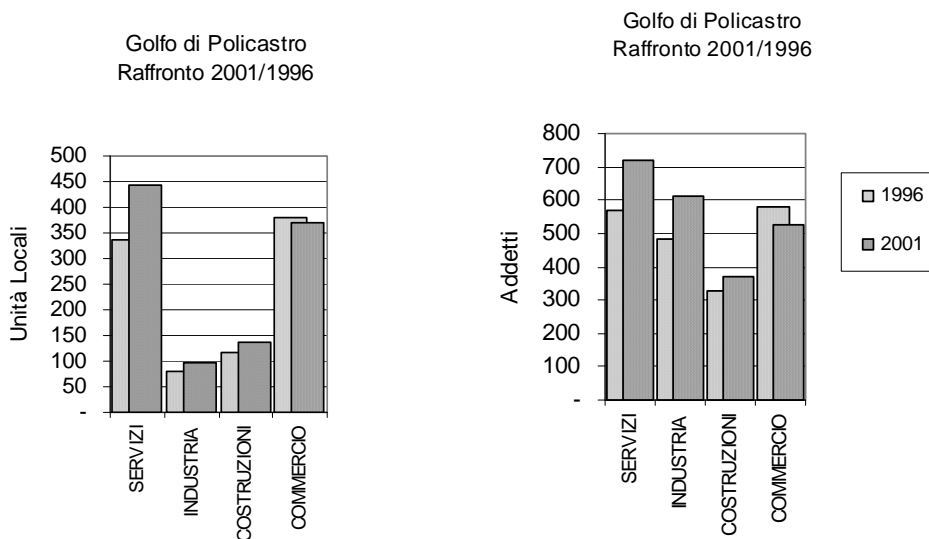 Golfo di Policastro
Raffronto 2001/1996
Unità Locali
500
450
400
350
300
250
200
150
100
50
-
SERVIZI
INDUSTRIA
COSTRUZIONI
COMMERCIO
Golfo di Policastro
Raffronto 2001/1996
Addetti
800
700
600
500
400
300
200
100
-
SERVIZI
INDUSTRIA
COSTRUZIONI
COMMERCIO
1996
2001